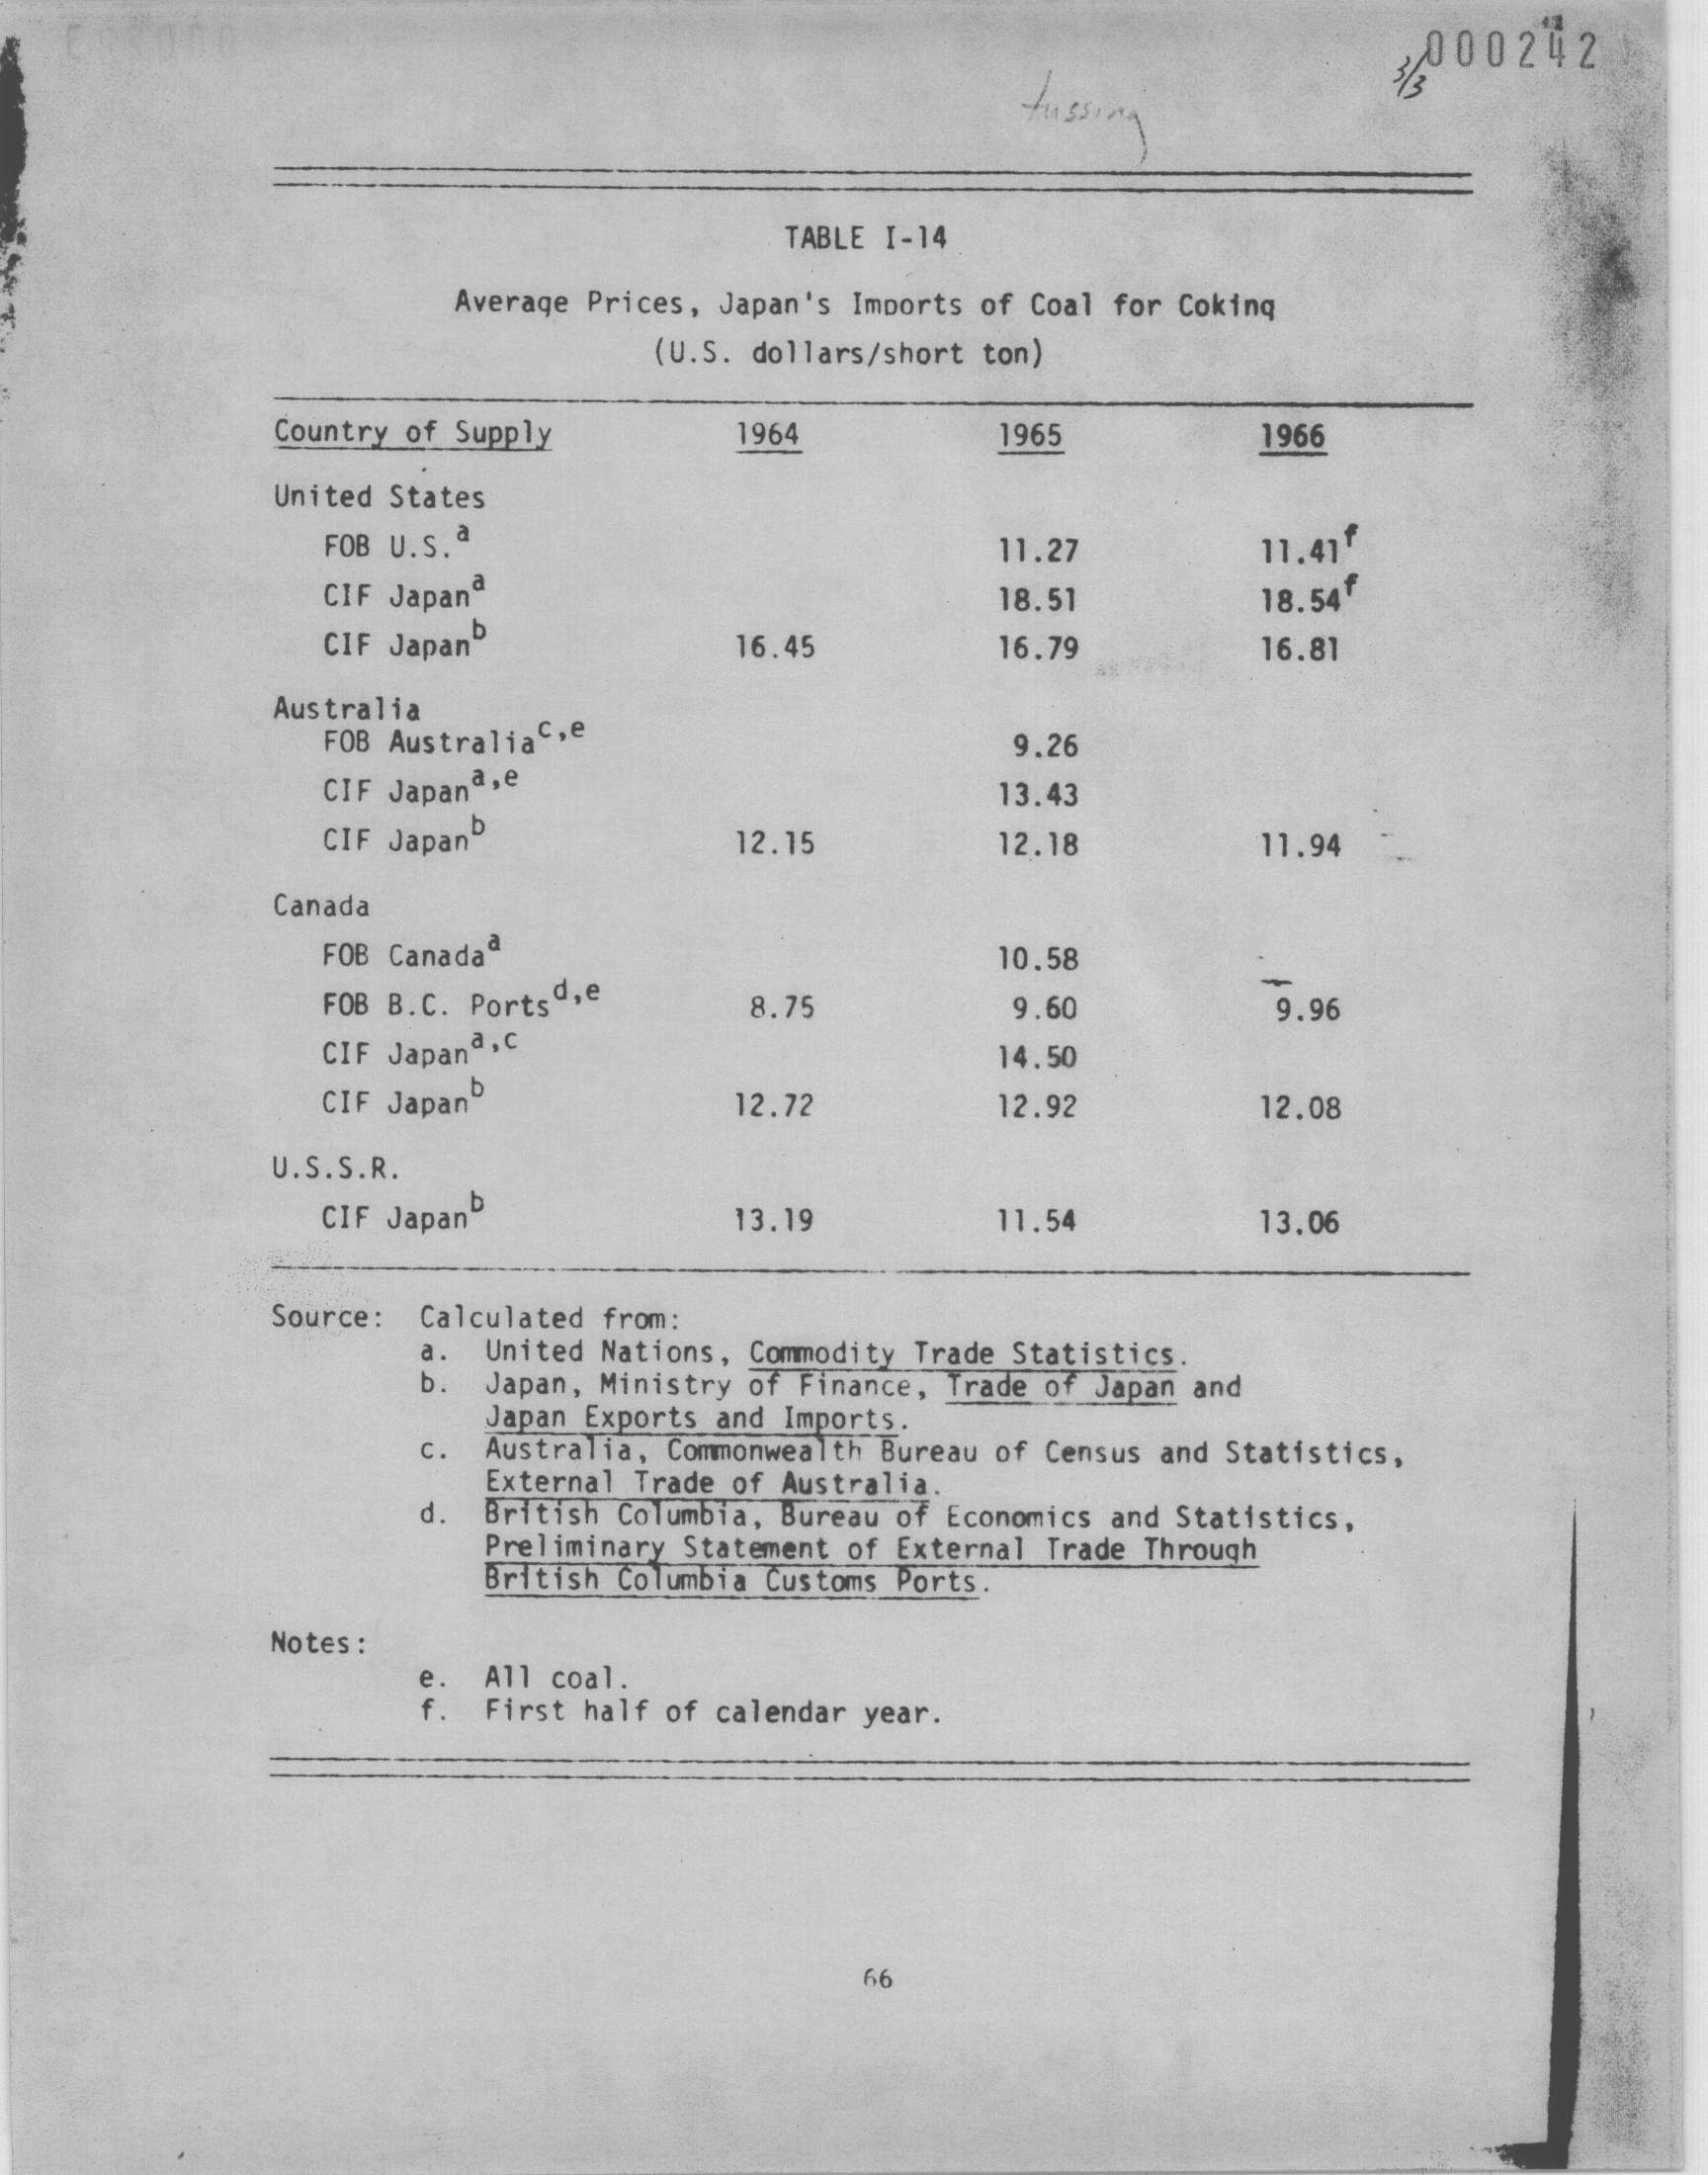 000242
3/3
tussing
TABLE I-14
Average Prices, Japan's Imports of Coal for Coking
(U.S. dollars/short ton)
Country of Supply 1964 1965 1966
United States
FOB U.S.a 11.27 11.41f
CIF Japana 18.51 18.54f
CIF Japanb 16.45 16.79 16.81
Australia
FOB Australiac,e 9.26
CIF Japana,e 13.43
CIF Japanb 12.15 12.18 11.94
Canada
FOB Canadaa 10.58
FOB B.C. Portsd,e 8.75 9.60 9.96
CIF Japana,c 14.50
CIF Japanb 12.72 12.92 12.08
U.S.S.R.
CIF Japanb 13.19 11.54 13.06
Source: Calculated from:
a. United Nations, Commodity Trade Statistics.
b. Japan, Ministry of Finance, Trade of Japan and
Japan Exports and Imports.
c. Australia, Commonwealth Bureau of Census and Statistics,
External Trade of Australia.
d. British Columbia, Bureau of Economics and Statistics,
Preliminary Statement of External Trade Through
British Columbia Customs Ports.
Notes:
e. All coal.
f. First half of calendar year.
66